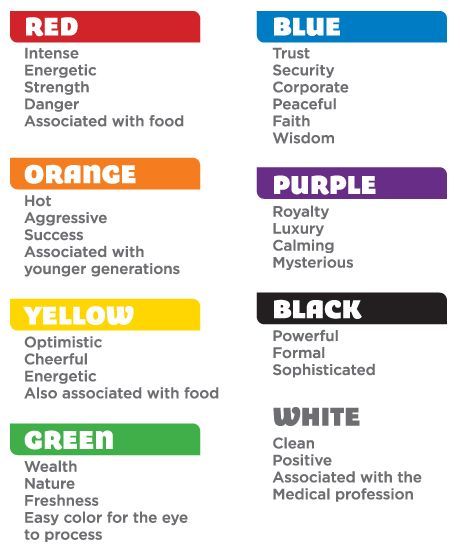 RED
Intense
Energetic
Strength
Danger
Associated with food
ORANGE
Hot
Aggressive
Success
Associated with
younger generations
YELLOW
Optimistic
Cheerful
Energetic
Also associated with food
GREEN
Wealth
Nature
Freshness
Easy color for the eye
to process
BLUE
Trust
Security
Corporate
Peaceful
Faith
Wisdom
PURPLE
Royalty
Luxury
Calming
Mysterious
BLACK
Powerful
Formal
Sophisticated
WHITE
Clean
Positive
Associated with the
Medical profession